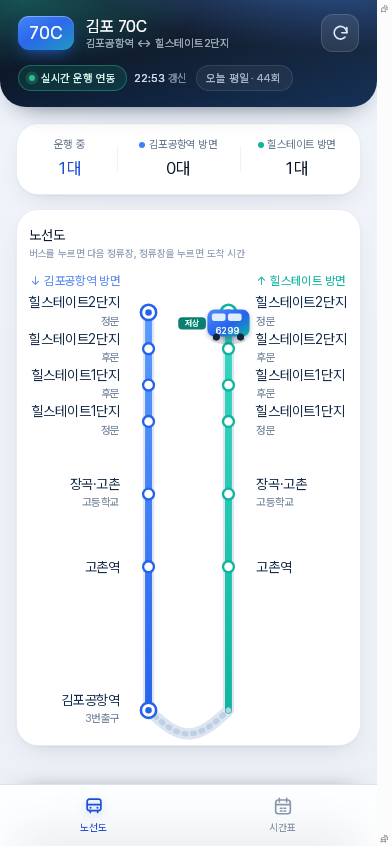 70C
김포 70C
김포공항역 ↔ 힐스테이트2단지
실시간 운행 연동
22:53 갱신
오늘 평일 · 44회
운행 중
1대
김포공항역 방면
0대
힐스테이트 방면
1대
노선도
버스를 누르면 다음 정류장, 정류장을 누르면 도착 시간
↓ 김포공항역 방면
↑ 힐스테이트 방면
힐스테이트2단지
정문
저상
6299
힐스테이트2단지
정문
힐스테이트2단지
후문
힐스테이트2단지
후문
힐스테이트1단지
후문
힐스테이트1단지
후문
힐스테이트1단지
정문
힐스테이트1단지
정문
장곡·고촌
고등학교
장곡·고촌
고등학교
고촌역
고촌역
김포공항역
3번출구
노선도
시간표